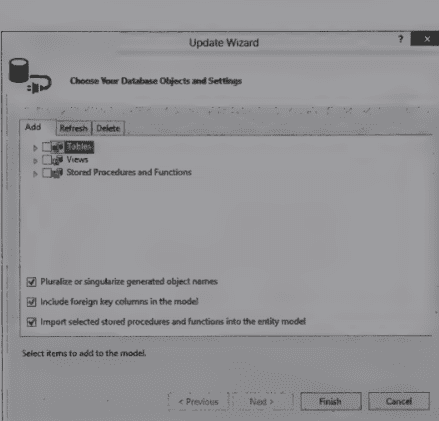 Update Wizard
? x
Choose Your Database Objects and Settings
Add Refresh Delete
Tables
Views
Stored Procedures and Functions
Pluralize or singularize generated object names
Include foreign key columns in the model
Import selected stored procedures and functions into the entity model
Select items to add to the model.
< Previous Next > Finish Cancel